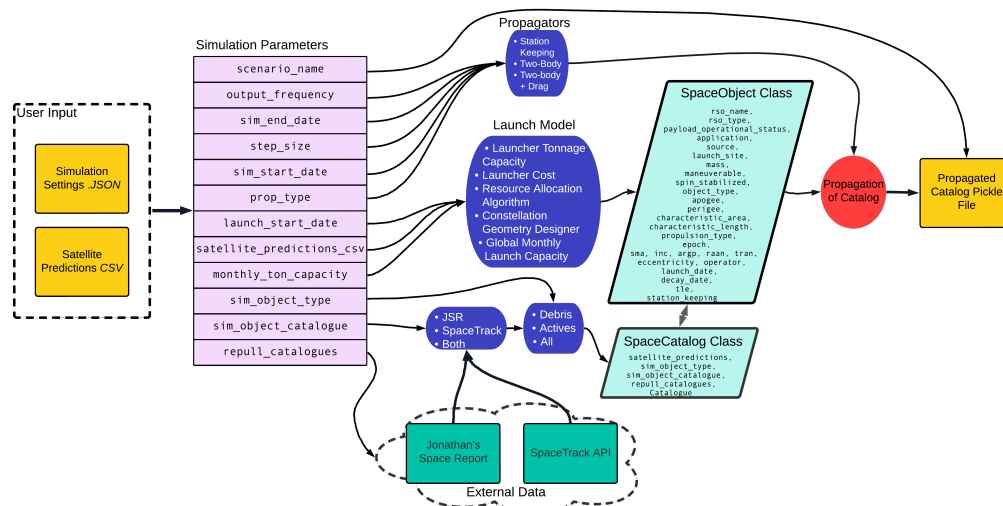 User Input
Simulation
Settings .JSON
Satellite
Predictions CSV
Simulation Parameters
scenario_name
output_frequency
sim_end_date
step_size
sim_start_date
prop_type
launch_start_date
satellite_predictions_csv
monthly_ton_capacity
sim_object_type
sim_object_catalogue
repull_catalogues
Propagators
• Station
Keeping
• Two-Body
• Two-body
+ Drag
Launch Model
• Launcher Tonnage
Capacity
• Launcher Cost
• Resource Allocation
Algorithm
• Constellation
Geometry Designer
• Global Monthly
Launch Capacity
• JSR
• SpaceTrack
• Both
• Debris
• Actives
• All
Jonathan's
Space Report
SpaceTrack API
External Data
SpaceObject Class
rso_name,
rso_type,
payload_operational_status,
application,
source,
launch_site,
mass,
maneuverable,
spin_stabilized,
object_type,
apogee,
perigee,
characteristic_area,
characteristic_length,
propulsion_type,
epoch,
sma, inc, argp, raan, tran,
eccentricity, operator,
launch_date,
decay_date,
tle,
station_keeping
SpaceCatalog Class
satellite_predictions,
sim_object_type,
sim_object_catalogue,
repull_catalogues,
Catalogue
Propagation
of Catalog
Propagated
Catalog Pickle
File